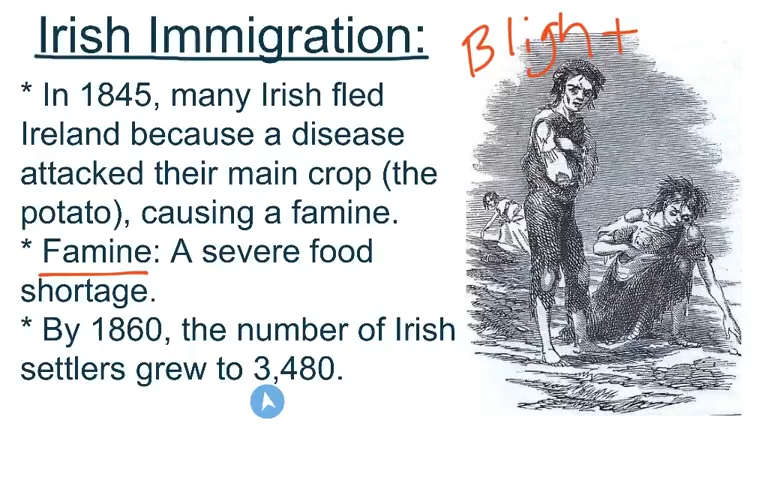 Irish Immigration:
Blight
* In 1845, many Irish fled
Ireland because a disease
attacked their main crop (the
potato), causing a famine.
* Famine: A severe food
shortage.
* By 1860, the number of Irish
settlers grew to 3,480.